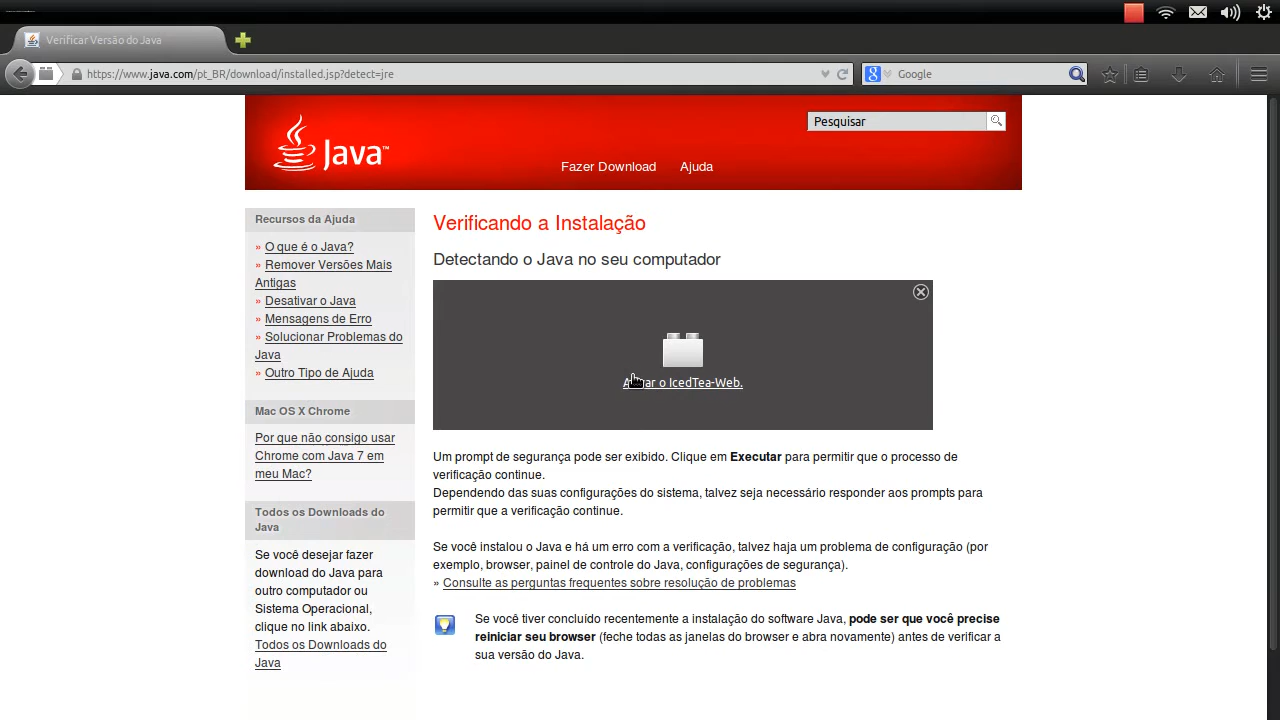 Verificar Versão do Java
https://www.java.com/pt_BR/download/installed.jsp?detect=jre
Google
Java™
Pesquisar
Fazer Download
Ajuda
Recursos da Ajuda
» O que é o Java?
» Remover Versões Mais
Antigas
» Desativar o Java
» Mensagens de Erro
» Solucionar Problemas do
Java
» Outro Tipo de Ajuda
Mac OS X Chrome
Por que não consigo usar
Chrome com Java 7 em
meu Mac?
Todos os Downloads do
Java
Se você desejar fazer
download do Java para
outro computador ou
Sistema Operacional,
clique no link abaixo.
Todos os Downloads do
Java
Verificando a Instalação
Detectando o Java no seu computador
o IcedTea-Web.
Um prompt de segurança pode ser exibido. Clique em Executar para permitir que o processo de
verificação continue.
Dependendo das suas configurações do sistema, talvez seja necessário responder aos prompts para
permitir que a verificação continue.
Se você instalou o Java e há um erro com a verificação, talvez haja um problema de configuração (por
exemplo, browser, painel de controle do Java, configurações de segurança).
» Consulte as perguntas frequentes sobre resolução de problemas
Se você tiver concluído recentemente a instalação do software Java, pode ser que você precise
reiniciar seu browser (feche todas as janelas do browser e abra novamente) antes de verificar a
sua versão do Java.